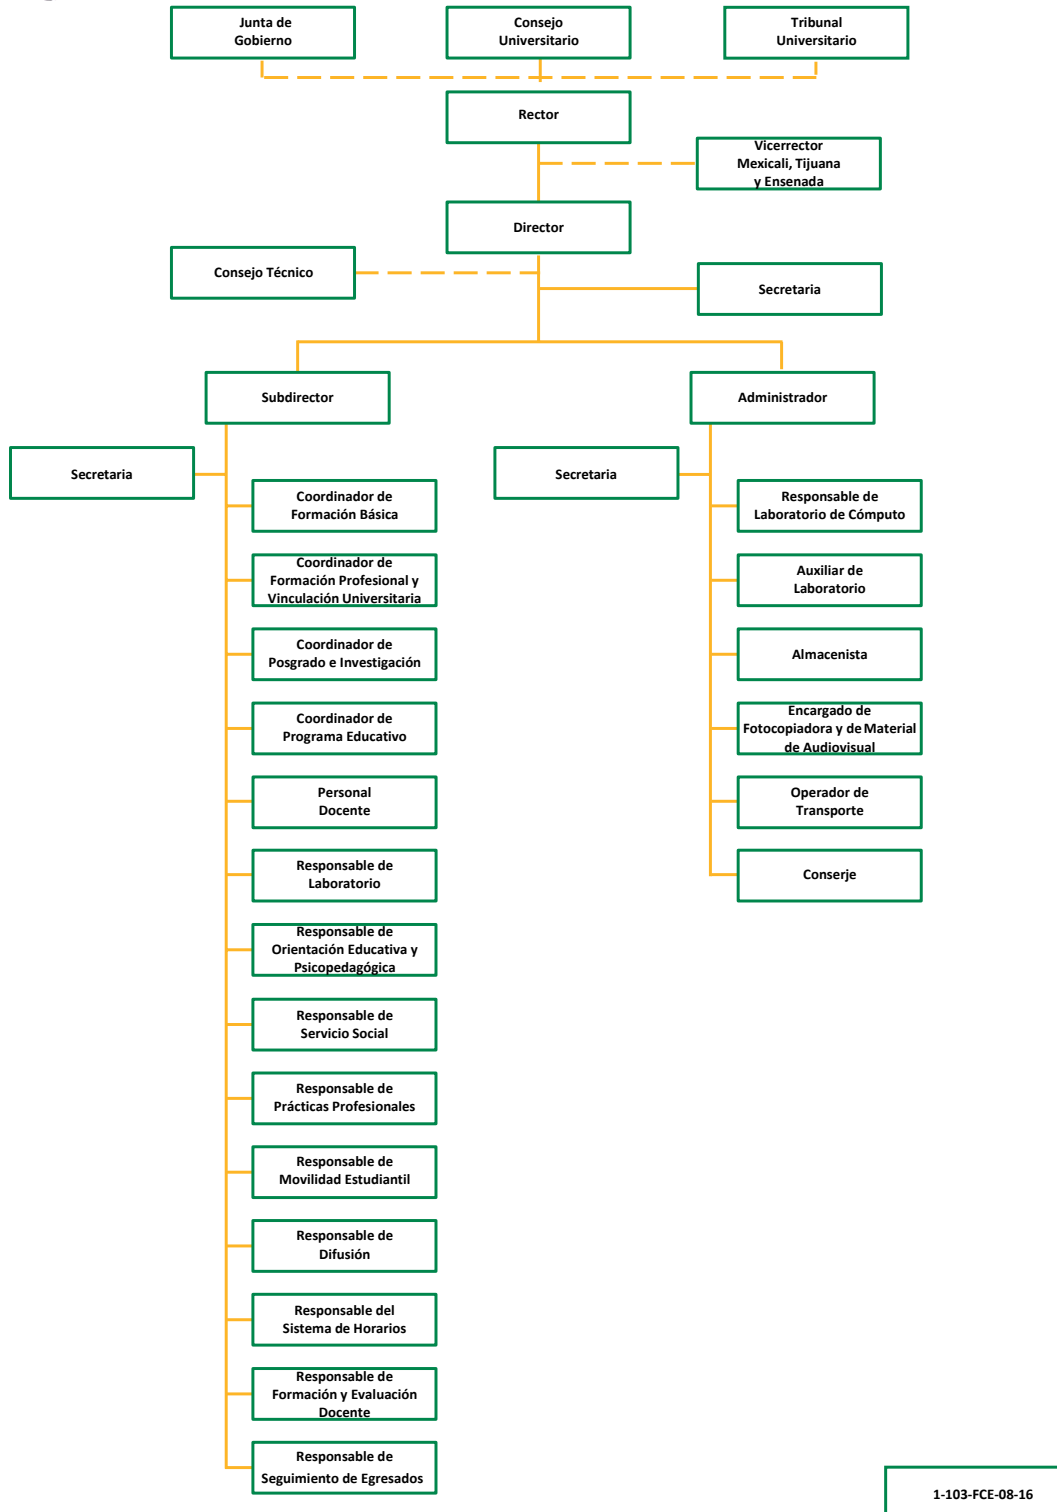 Junta de
Gobierno
Consejo
Universitario
Tribunal
Universitario
Rector
Vicerrector
Mexicali, Tijuana
y Ensenada
Director
Consejo Técnico
Secretaria
Subdirector
Administrador
Secretaria
Coordinador de
Formación Básica
Coordinador de
Formación Profesional y
Vinculación Universitaria
Coordinador de
Posgrado e Investigación
Coordinador de
Programa Educativo
Personal
Docente
Responsable de
Laboratorio
Responsable de
Orientación Educativa y
Psicopedagógica
Responsable de
Servicio Social
Responsable de
Prácticas Profesionales
Responsable de
Movilidad Estudiantil
Responsable de
Difusión
Responsable del
Sistema de Horarios
Responsable de
Formación y Evaluación
Docente
Responsable de
Seguimiento de Egresados
Secretaria
Responsable de
Laboratorio de Cómputo
Auxiliar de
Laboratorio
Almacenista
Encargado de
Fotocopiadora y de Material
de Audiovisual
Operador de
Transporte
Conserje
1-103-FCE-08-16